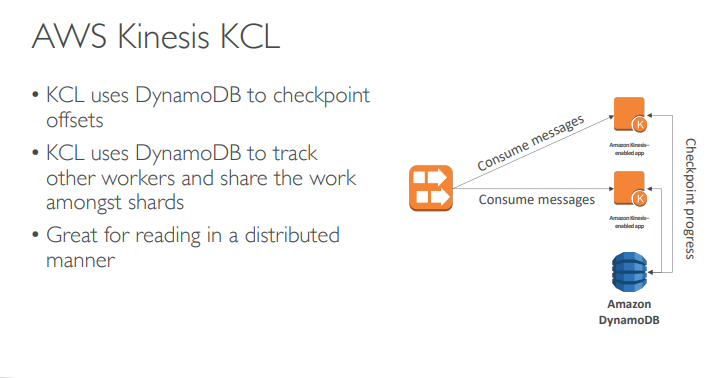 AWS Kinesis KCL
• KCL uses DynamoDB to checkpoint
offsets
• KCL uses DynamoDB to track
other workers and share the work
amongst shards
• Great for reading in a distributed
manner
Consume messages
K
Amazon Kinesis–
enabled app
Consume messages
K
Amazon Kinesis–
enabled app
Checkpoint progress
Amazon
DynamoDB